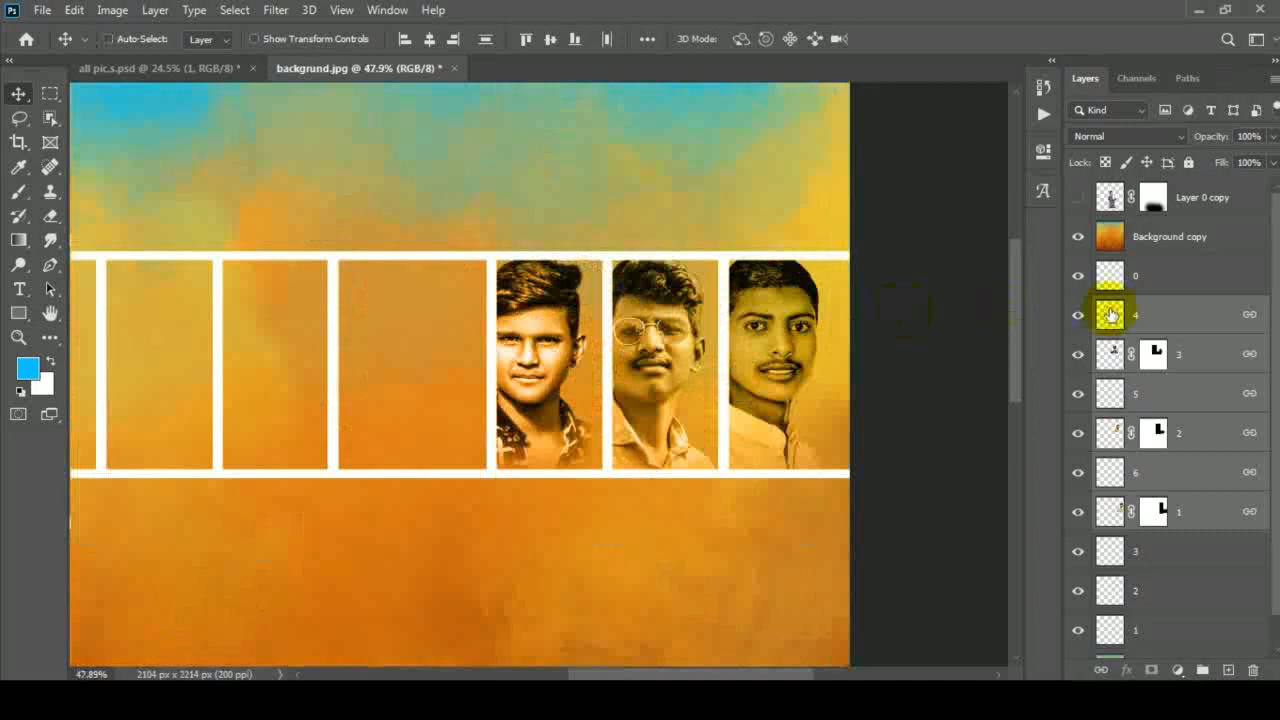 Ps File Edit Image Layer Type Select Filter 3D View Window Help
Auto-Select: Layer Show Transform Controls 3D Mode:
all pic.s.psd @ 24.5% (1, RGB/8) * × backgrund.jpg @ 47.9% (RGB/8) * ×
Layers Channels Paths
Kind
Normal Opacity: 100%
Lock: Fill: 100%
Layer 0 copy
Background copy
0
4
3
5
2
6
1
3
2
1
47.89% 2104 px x 2214 px (200 ppi)